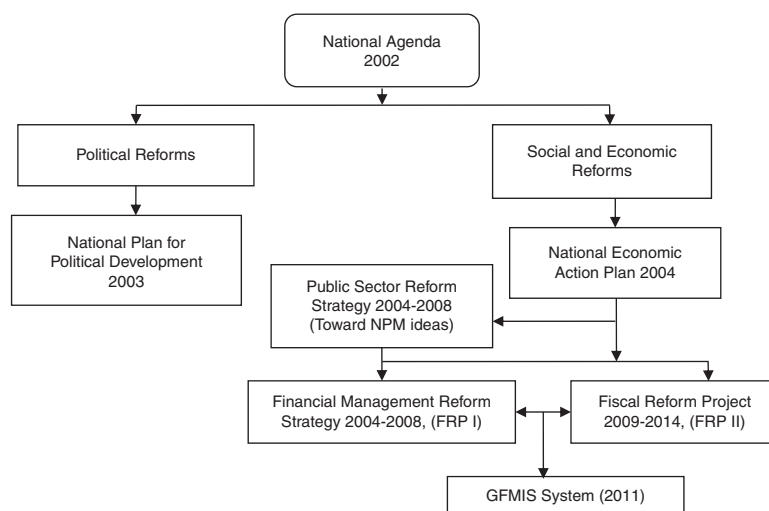 National Agenda
2002
Political Reforms
Social and Economic
Reforms
National Plan for
Political Development
2003
National Economic
Action Plan 2004
Public Sector Reform
Strategy 2004-2008
(Toward NPM ideas)
Financial Management Reform
Strategy 2004-2008, (FRP I)
Fiscal Reform Project
2009-2014, (FRP II)
GFMIS System (2011)